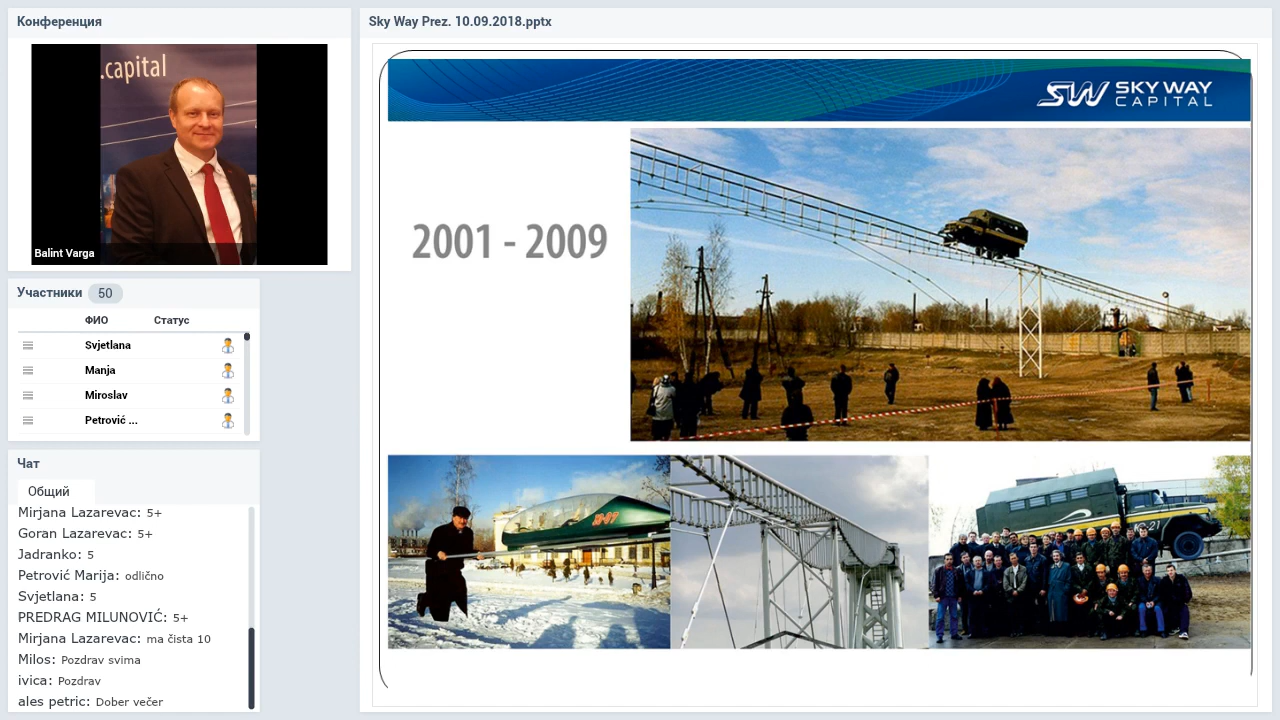 Конференция
.capital
Balint Varga
Участники 50
ФИО Статус
Svjetlana
Manja
Miroslav
Petrović ...
Чат
Общий
Mirjana Lazarevac: 5+
Goran Lazarevac: 5+
Jadranko: 5
Petrović Marija: odlično
Svjetlana: 5
PREDRAG MILUNOVIĆ: 5+
Mirjana Lazarevac: ma čista 10
Milos: Pozdrav svima
ivica: Pozdrav
ales petric: Dober večer
Sky Way Prez. 10.09.2018.pptx
SW SKY WAY
CAPITAL
2001 - 2009